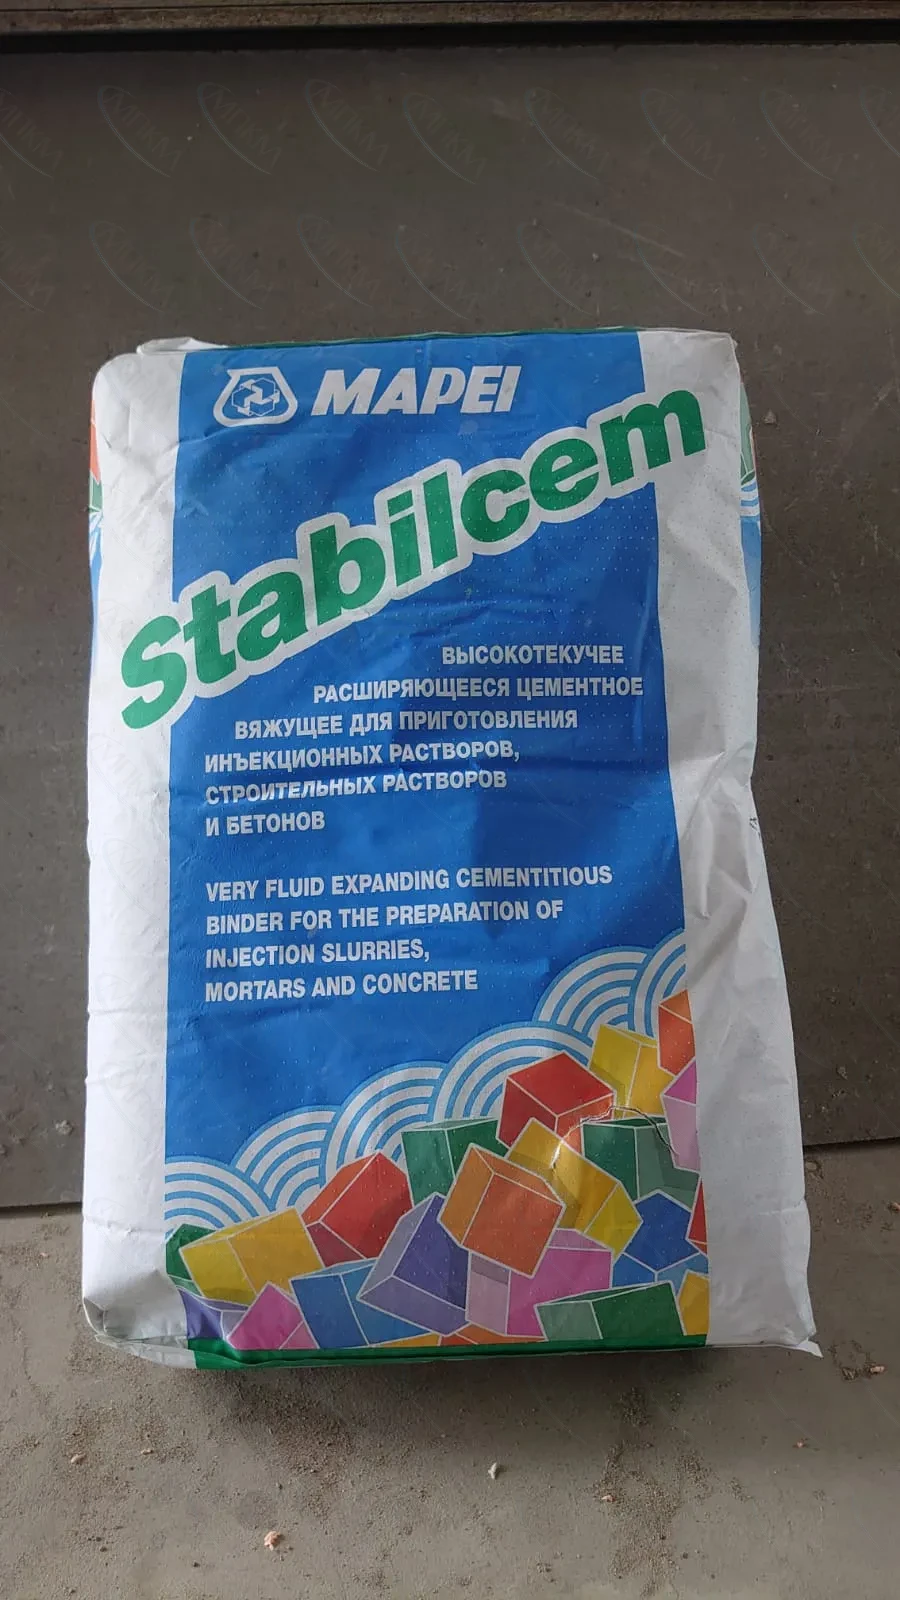 MAPEI
Stabilcem
ВЫСОКОТЕКУЧЕЕ
РАСШИРЯЮЩЕЕСЯ ЦЕМЕНТНОЕ
ВЯЖУЩЕЕ ДЛЯ ПРИГОТОВЛЕНИЯ
ИНЪЕКЦИОННЫХ РАСТВОРОВ,
СТРОИТЕЛЬНЫХ РАСТВОРОВ
И БЕТОНОВ
VERY FLUID EXPANDING CEMENTITIOUS
BINDER FOR THE PREPARATION OF
INJECTION SLURRIES,
MORTARS AND CONCRETE